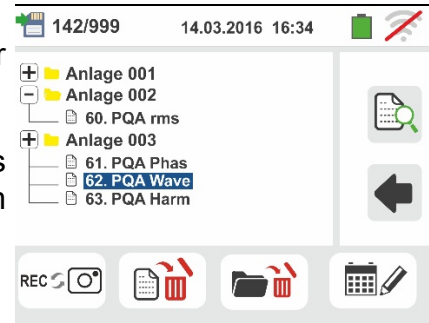 142/999 14.03.2016 16:34
r
Anlage 001
Anlage 002
60. PQA rms
Anlage 003
s
61. PQA Phas
62. PQA Wave
n
63. PQA Harm
REC